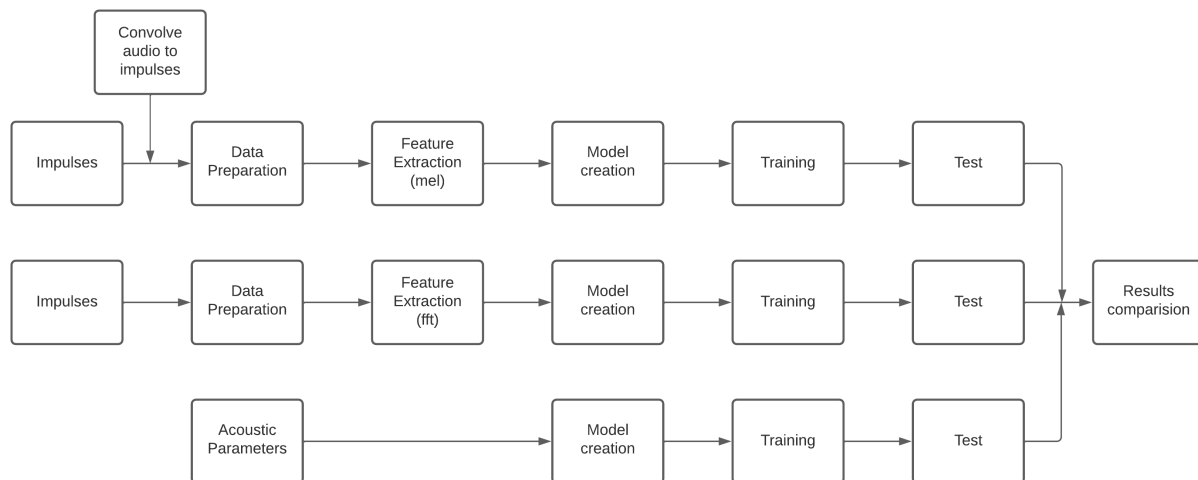 Convolve
audio to
impulses
Impulses
Data
Preparation
Feature
Extraction
(mel)
Model
creation
Training
Test
Impulses
Data
Preparation
Feature
Extraction
(fft)
Model
creation
Training
Test
Results
comparision
Acoustic
Parameters
Model
creation
Training
Test